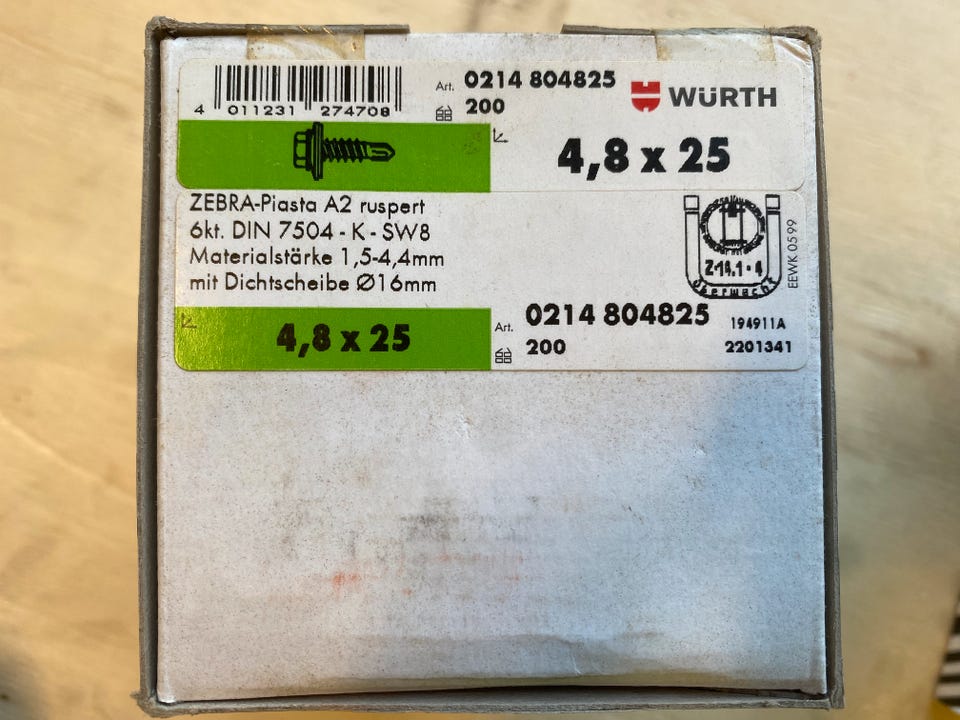 4 011231 274708
Art. 0214 804825
200
WÜRTH
4,8 x 25
ZEBRA-Piasta A2 ruspert
6kt. DIN 7504 - K - SW8
Materialstärke 1,5-4,4mm
mit Dichtscheibe Ø16mm
Z-14.1-4
überwacht
EEWK 0599
4,8 x 25
Art. 0214 804825
200
194911A
2201341